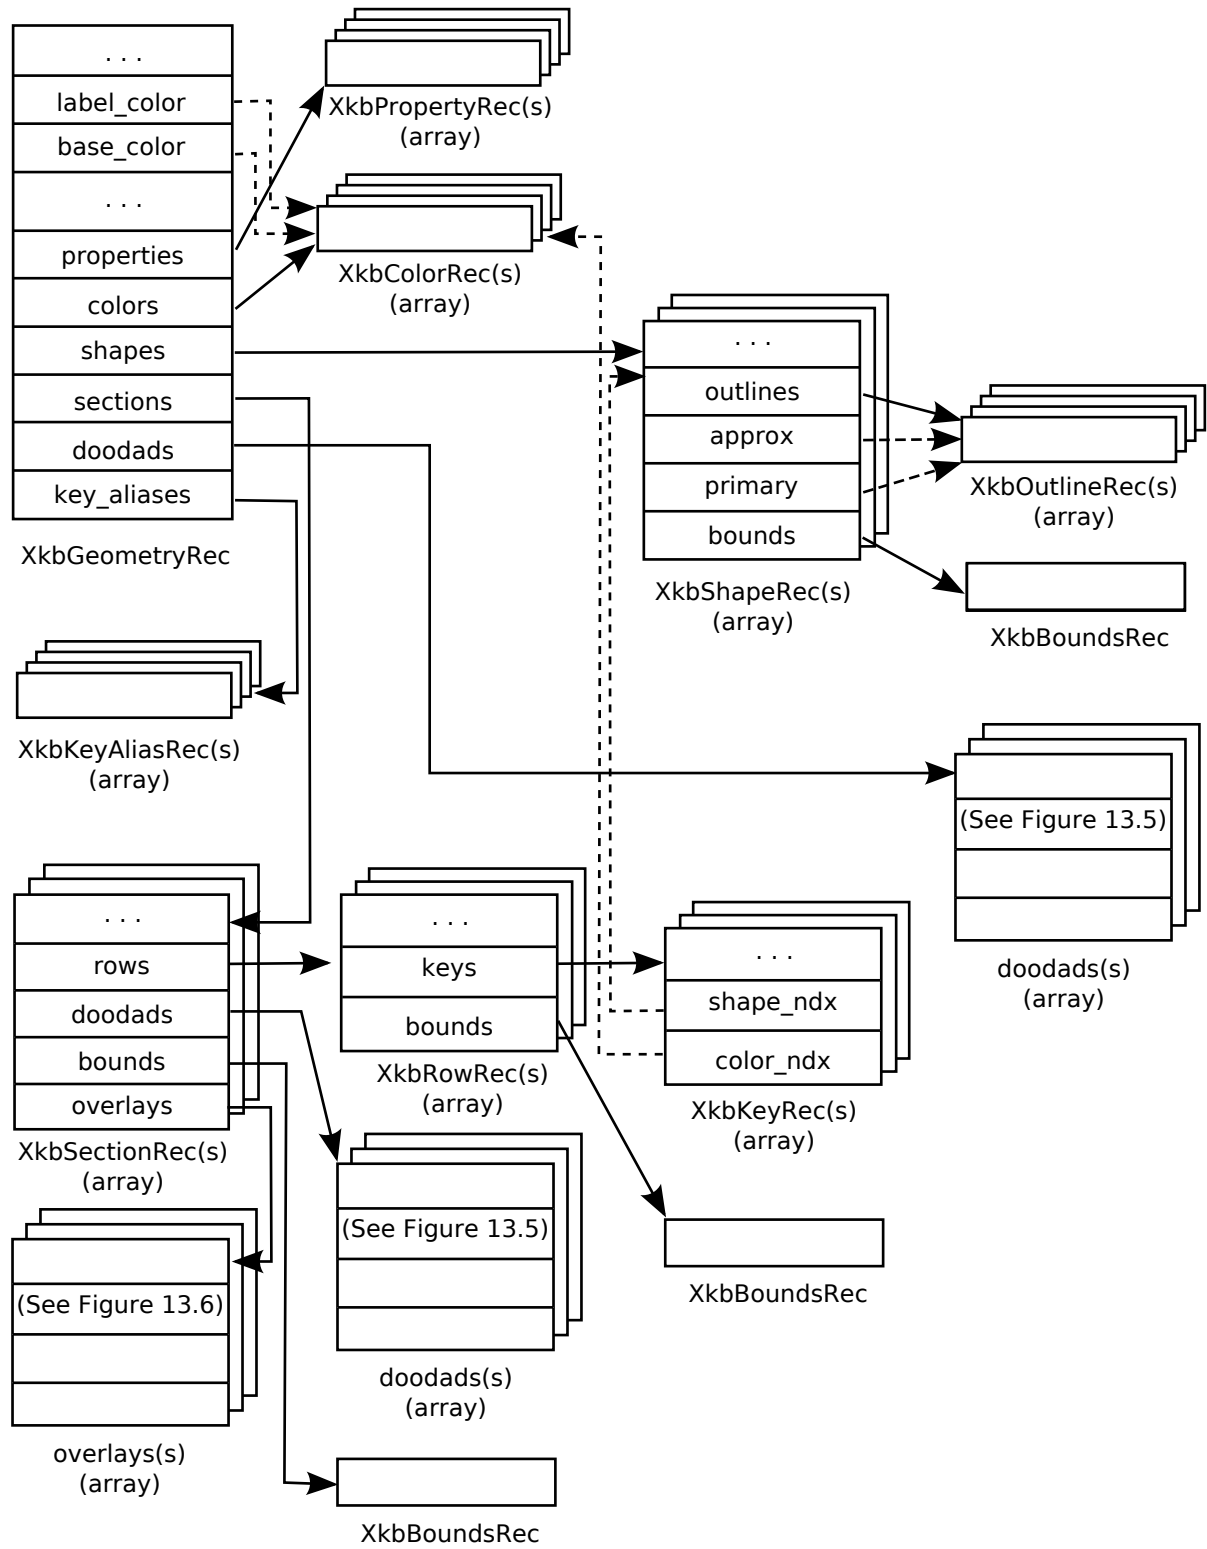 . . .
label_color
base_color
. . .
properties
colors
shapes
sections
doodads
key_aliases
XkbGeometryRec
XkbPropertyRec(s)
(array)
XkbColorRec(s)
(array)
. . .
outlines
approx
primary
bounds
XkbShapeRec(s)
(array)
XkbOutlineRec(s)
(array)
XkbBoundsRec
XkbKeyAliasRec(s)
(array)
(See Figure 13.5)
doodads(s)
(array)
. . .
rows
doodads
bounds
overlays
XkbSectionRec(s)
(array)
. . .
keys
bounds
XkbRowRec(s)
(array)
. . .
shape_ndx
color_ndx
XkbKeyRec(s)
(array)
(See Figure 13.6)
overlays(s)
(array)
(See Figure 13.5)
doodads(s)
(array)
XkbBoundsRec
XkbBoundsRec